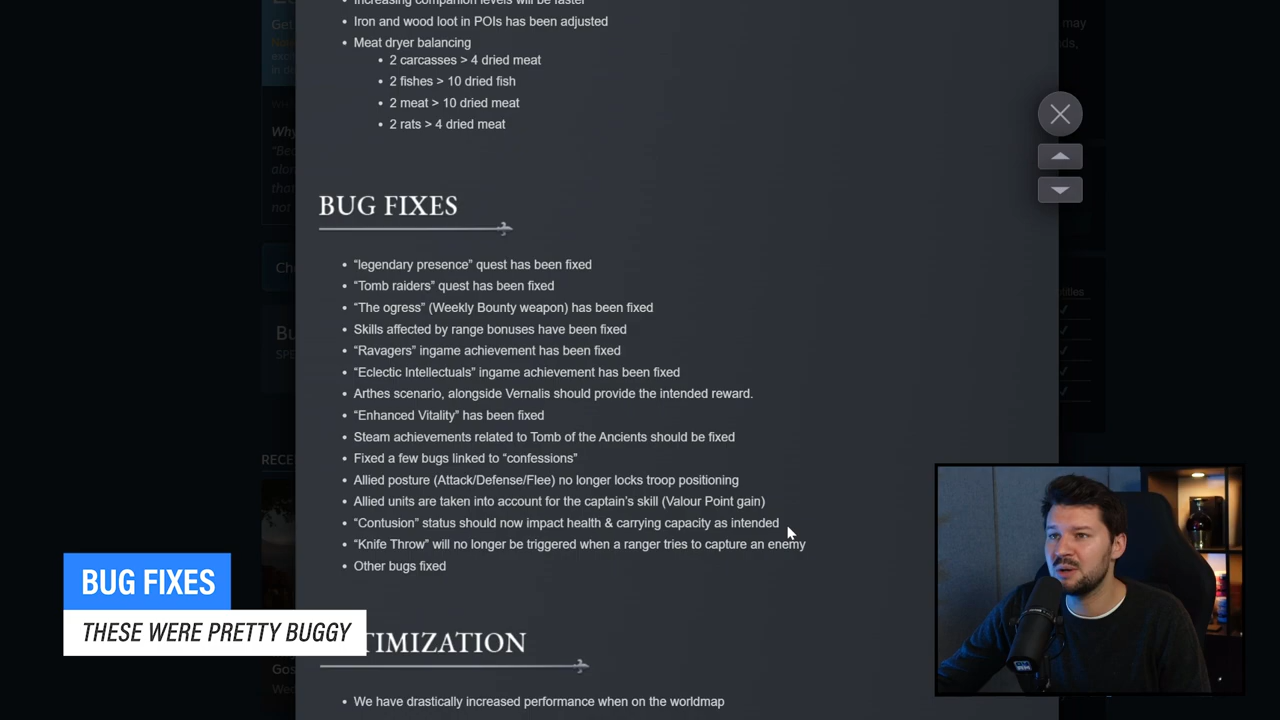 Increasing companion levels will be faster
Iron and wood loot in POIs has been adjusted
Meat dryer balancing
2 carcasses > 4 dried meat
2 fishes > 10 dried fish
2 meat > 10 dried meat
2 rats > 4 dried meat
BUG FIXES
“legendary presence” quest has been fixed
“Tomb raiders” quest has been fixed
“The ogress” (Weekly Bounty weapon) has been fixed
Skills affected by range bonuses have been fixed
“Ravagers” ingame achievement has been fixed
“Eclectic Intellectuals” ingame achievement has been fixed
Arthes scenario, alongside Vernalis should provide the intended reward.
“Enhanced Vitality” has been fixed
Steam achievements related to Tomb of the Ancients should be fixed
Fixed a few bugs linked to “confessions”
Allied posture (Attack/Defense/Flee) no longer locks troop positioning
Allied units are taken into account for the captain’s skill (Valour Point gain)
“Contusion” status should now impact health & carrying capacity as intended
“Knife Throw” will no longer be triggered when a ranger tries to capture an enemy
Other bugs fixed
BUG FIXES
THESE WERE PRETTY BUGGY
TIMIZATION
We have drastically increased performance when on the worldmap